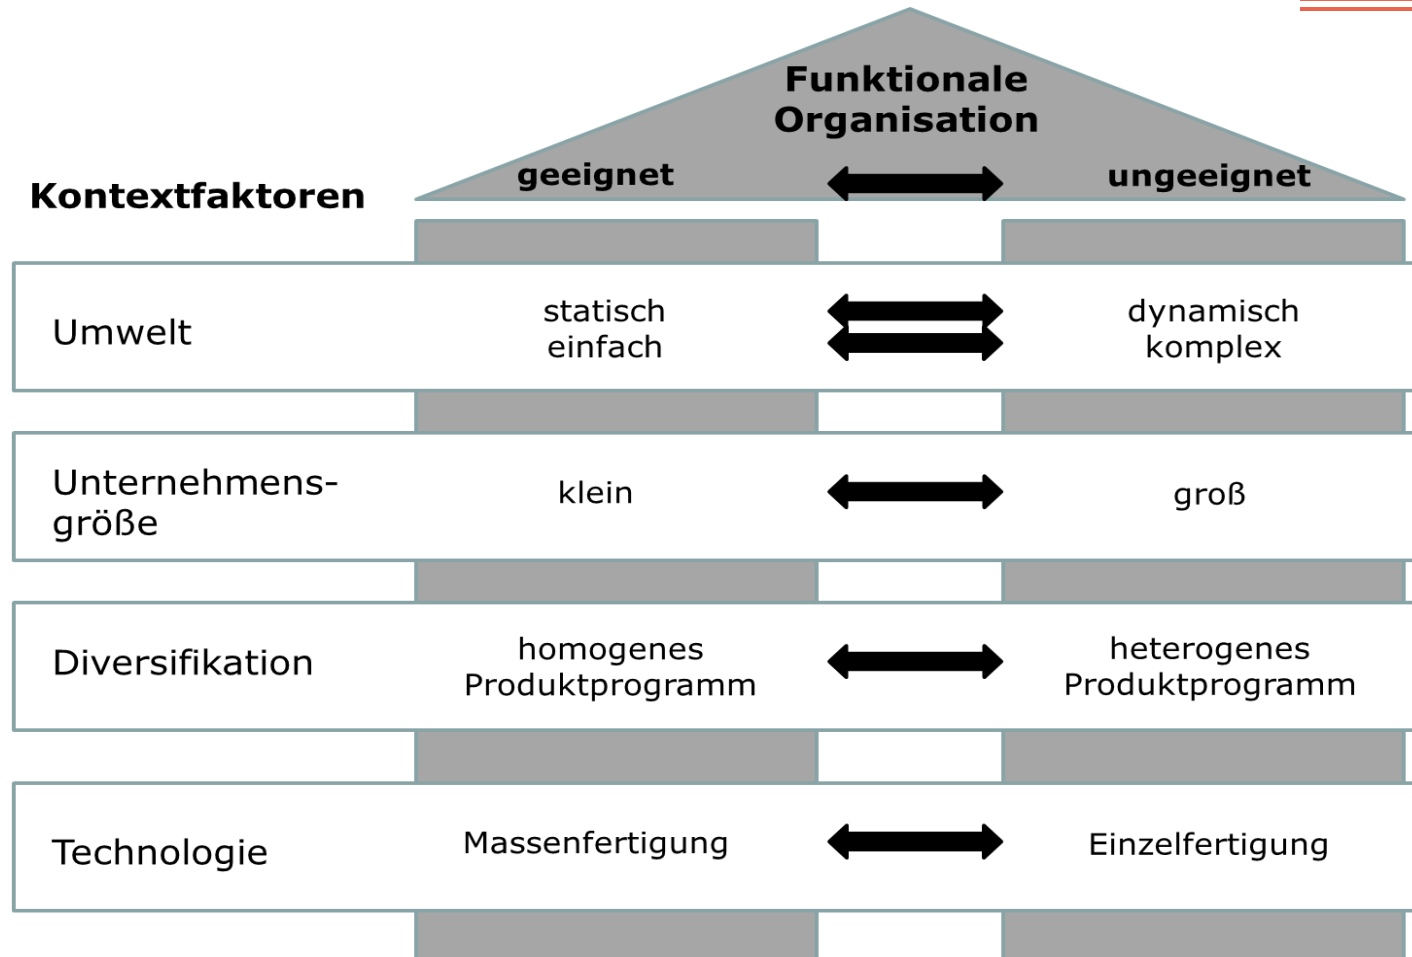 Funktionale
Organisation
geeignet
ungeeignet
Kontextfaktoren
Umwelt
statisch
einfach
dynamisch
komplex
Unternehmens-
größe
klein
groß
Diversifikation
homogenes
Produktprogramm
heterogenes
Produktprogramm
Technologie
Massenfertigung
Einzelfertigung